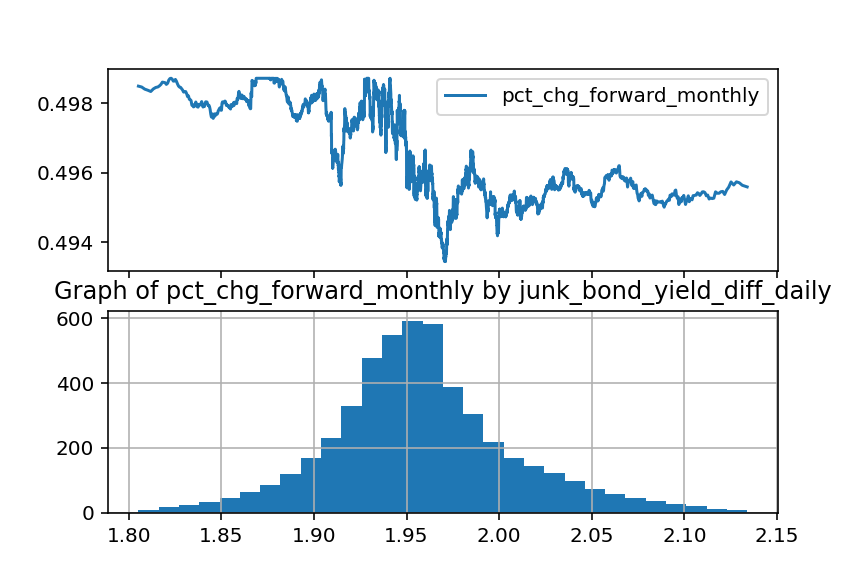 pct_chg_forward_monthly
0.498
0.496
0.494
Graph of pct_chg_forward_monthly by junk_bond_yield_diff_daily
600
400
200
0
1.80 1.85 1.90 1.95 2.00 2.05 2.10 2.15